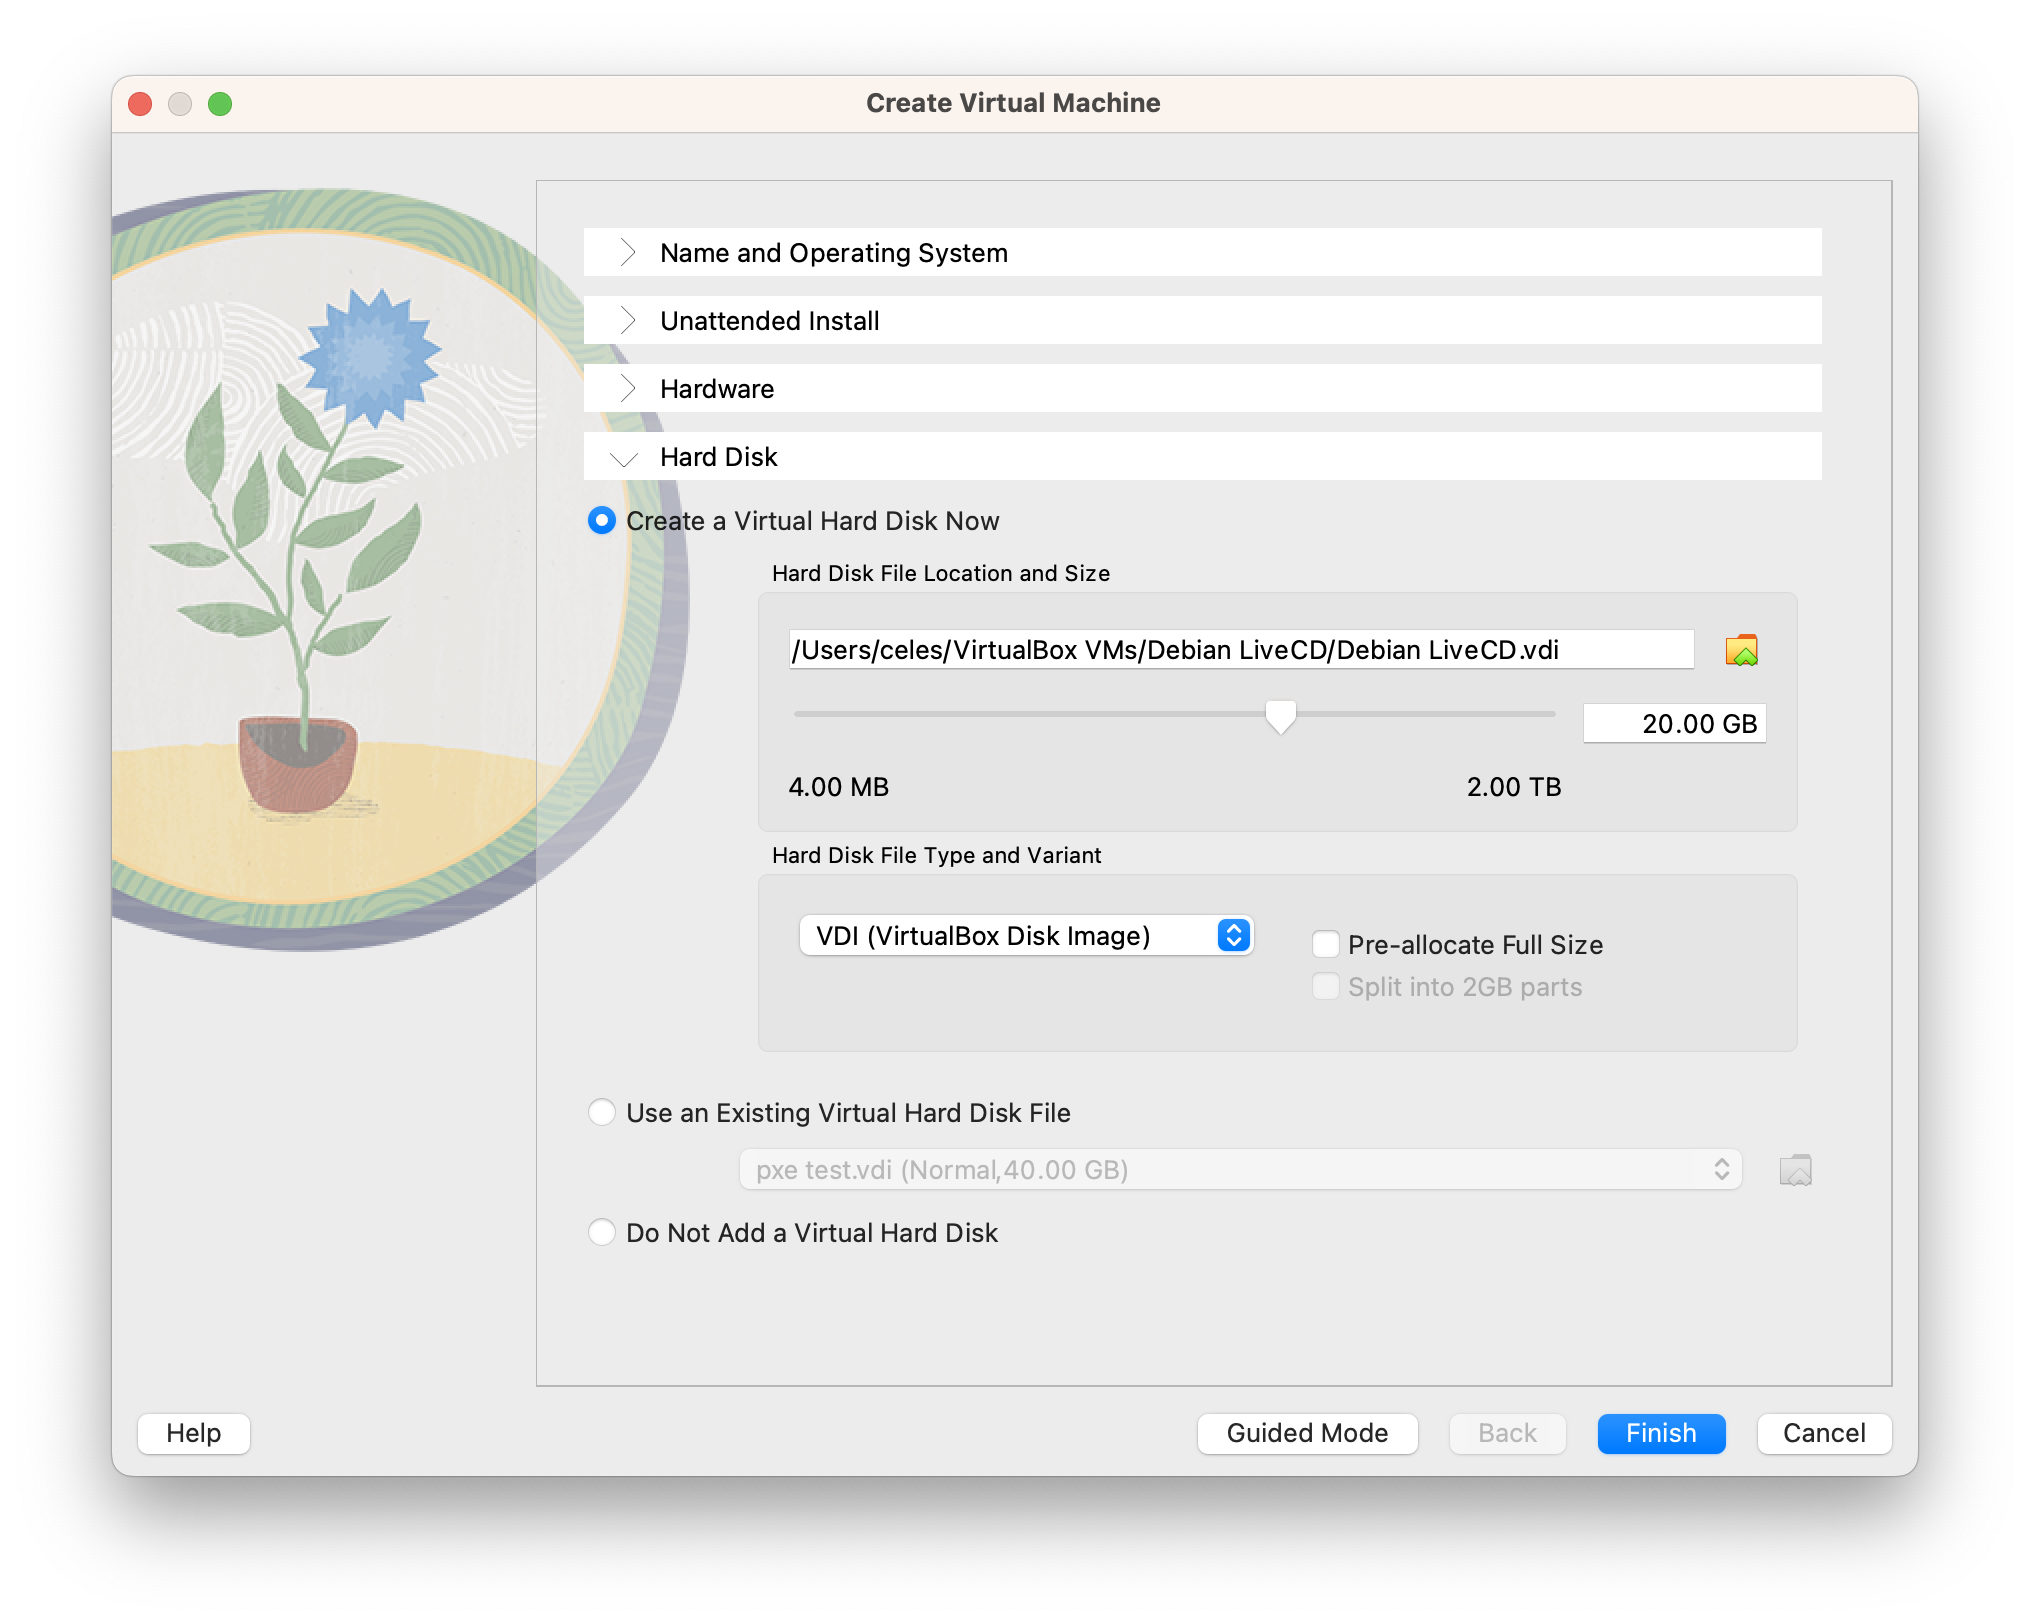 Create Virtual Machine
Name and Operating System
Unattended Install
Hardware
Hard Disk
Create a Virtual Hard Disk Now
Hard Disk File Location and Size
/Users/celes/VirtualBox VMs/Debian LiveCD/Debian LiveCD.vdi
20.00 GB
4.00 MB 2.00 TB
Hard Disk File Type and Variant
VDI (VirtualBox Disk Image)
Pre-allocate Full Size
Split into 2GB parts
Use an Existing Virtual Hard Disk File
pxe test.vdi (Normal,40.00 GB)
Do Not Add a Virtual Hard Disk
Help Guided Mode Back Finish Cancel